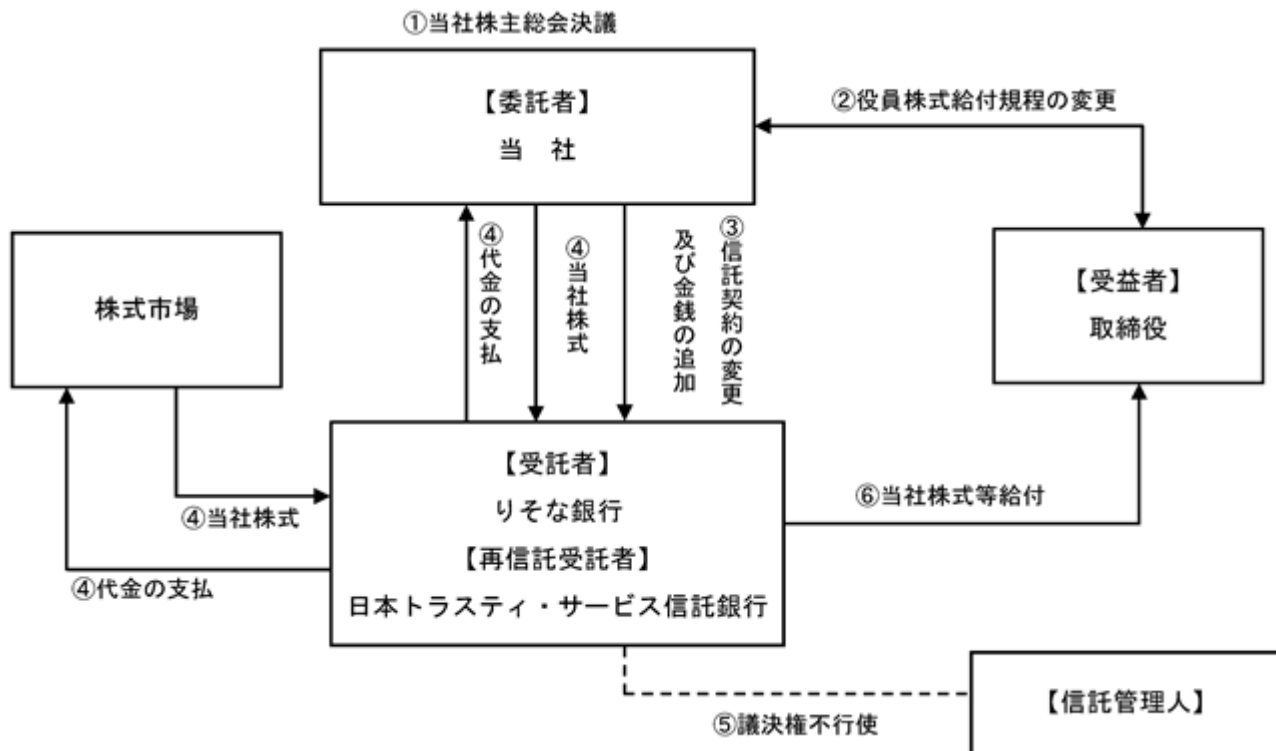 ①当社株主総会決議
【委託者】
当 社
②役員株式給付規程の変更
④代金の支払
④当社株式
③信託契約の変更
及び金銭の追加
株式市場
【受益者】
取締役
④当社株式
④代金の支払
【受託者】
りそな銀行
【再信託受託者】
日本トラスティ・サービス信託銀行
⑥当社株式等給付
⑤議決権不行使
【信託管理人】